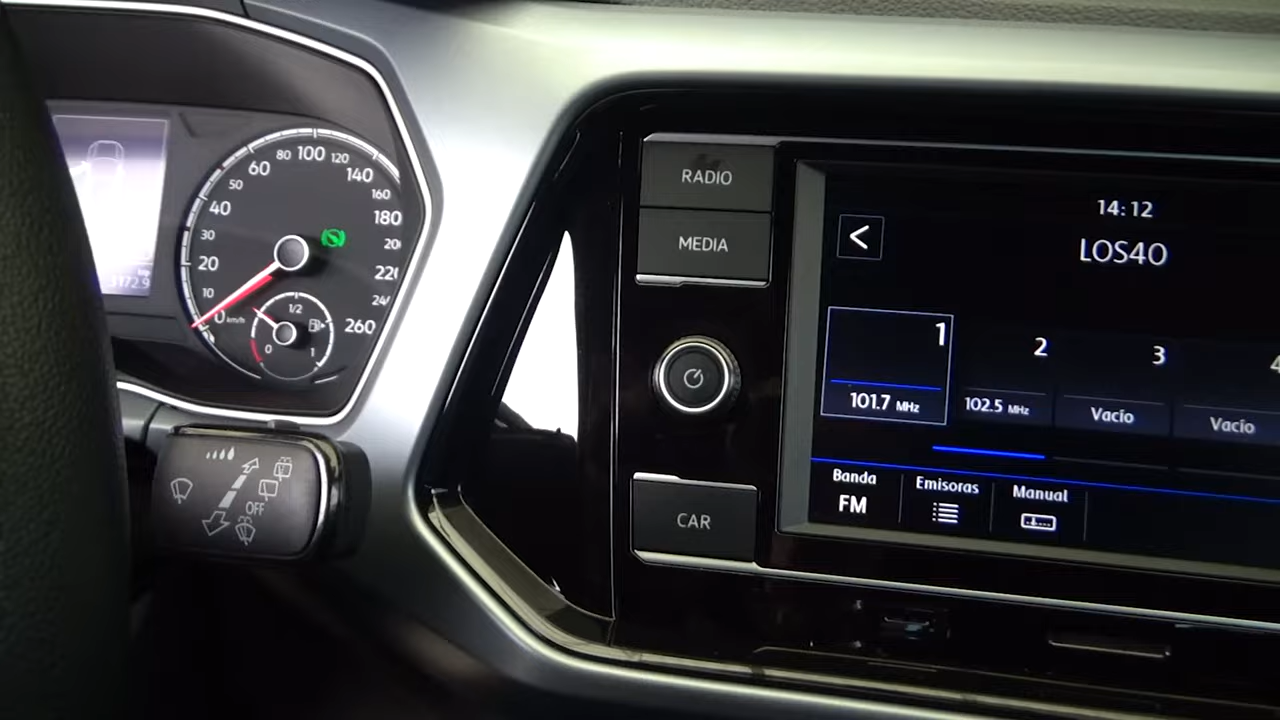 10
20
30
40
50
60
80
100
120
140
160
180
220
260
km/h
0
1/2
1
OFF
RADIO
MEDIA
CAR
14:12
<
LOS40
1
2
3
101.7 MHz
102.5 MHz
Vacío
Vacío
Banda
FM
Emisoras
Manual